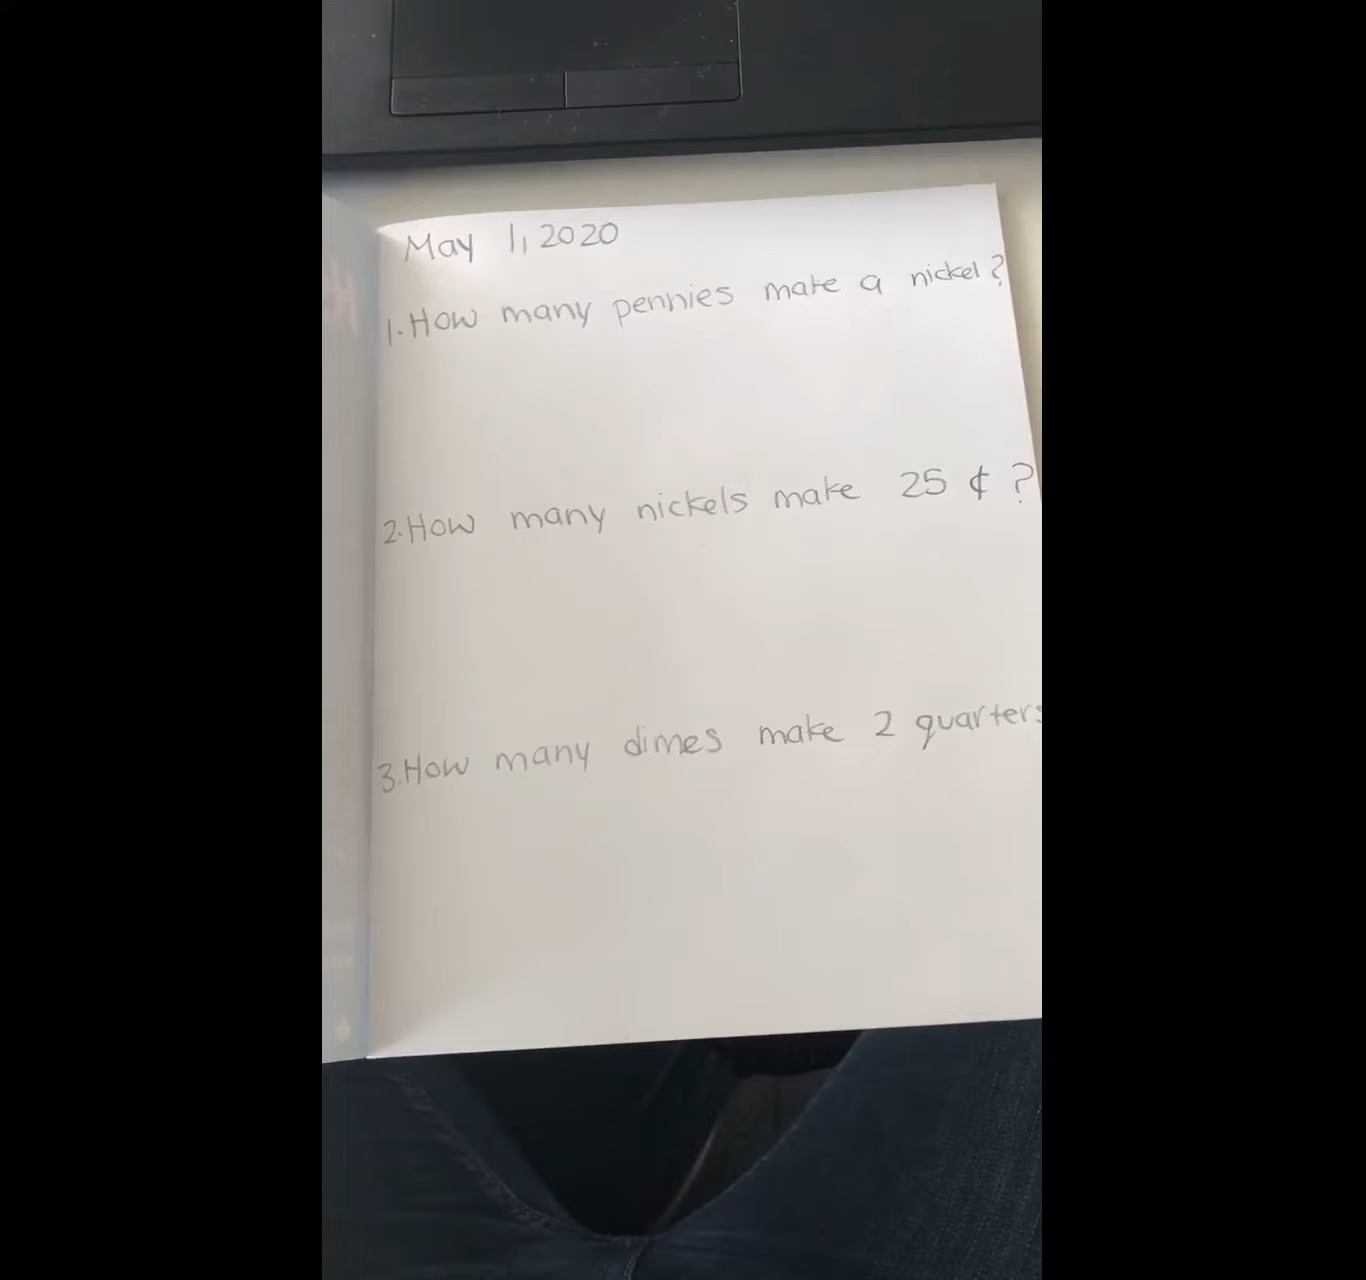 May 1, 2020
1. How many pennies make a nickel?
2. How many nickels make 25 ¢ ?
3. How many dimes make 2 quarters